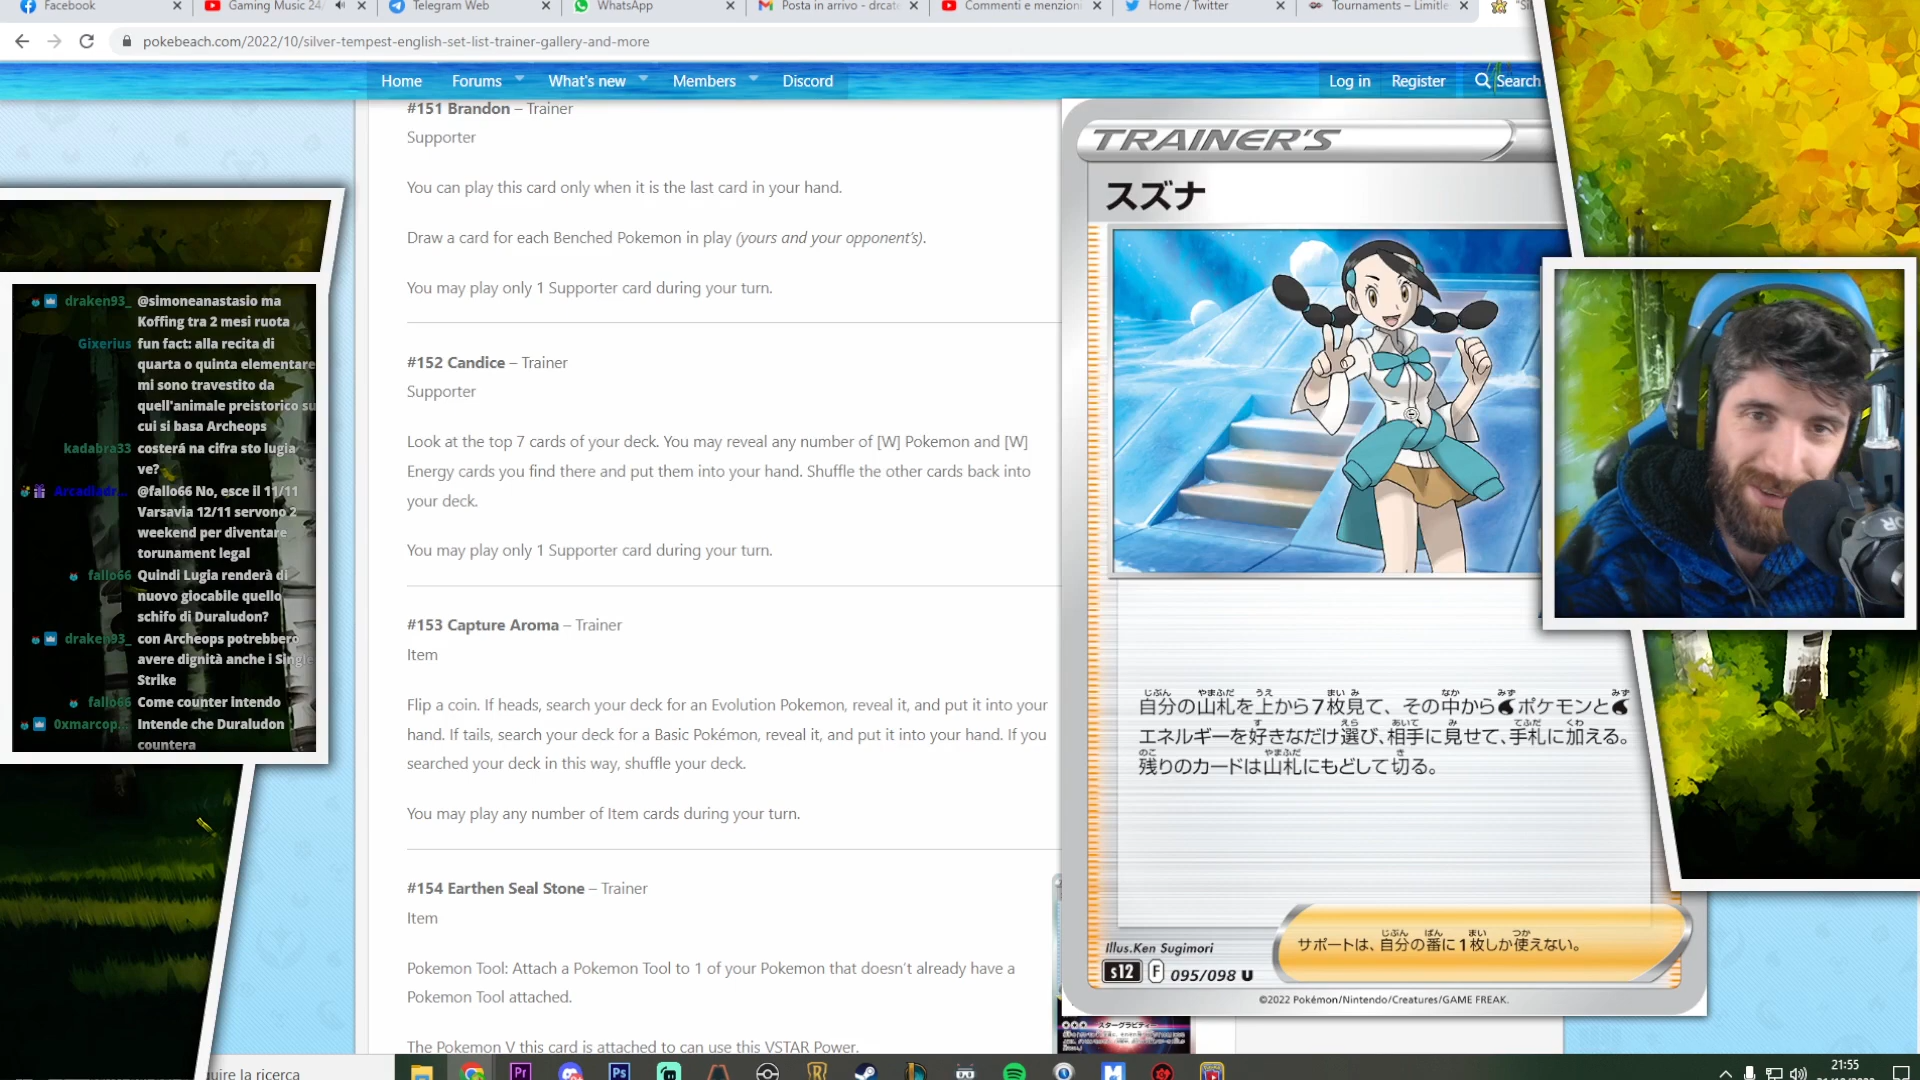 Facebook
Gaming Music 24/
Telegram Web
WhatsApp
Posta in arrivo - drcat
Commenti e menzioni
Home / Twitter
Tournaments – Limitle
pokebeach.com/2022/10/silver-tempest-english-set-list-trainer-gallery-and-more
Home Forums What's new Members Discord Log in Register Search
#151 Brandon – Trainer
Supporter
You can play this card only when it is the last card in your hand.
Draw a card for each Benched Pokemon in play (yours and your opponent's).
You may play only 1 Supporter card during your turn.
#152 Candice – Trainer
Supporter
Look at the top 7 cards of your deck. You may reveal any number of [W] Pokemon and [W]
Energy cards you find there and put them into your hand. Shuffle the other cards back into
your deck.
You may play only 1 Supporter card during your turn.
#153 Capture Aroma – Trainer
Item
Flip a coin. If heads, search your deck for an Evolution Pokemon, reveal it, and put it into your
hand. If tails, search your deck for a Basic Pokémon, reveal it, and put it into your hand. If you
searched your deck in this way, shuffle your deck.
You may play any number of Item cards during your turn.
#154 Earthen Seal Stone – Trainer
Item
Pokemon Tool: Attach a Pokemon Tool to 1 of your Pokemon that doesn't already have a
Pokemon Tool attached.
The Pokemon V this card is attached to can use this VSTAR Power.
draken93_ @simoneanastasio ma
Koffing tra 2 mesi ruota
Gixerius fun fact: alla recita di
quarta o quinta elementare
mi sono travestito da
quell'animale preistorico su
cui si basa Archeops
kadabra33 costerá na cifra sto lugia
ve?
@fallo66 No, esce il 11/11
Varsavia 12/11 servono 2
weekend per diventare
torunament legal
fallo66 Quindi Lugia renderà di
nuovo giocabile quello
schifo di Duraludon?
draken93_ con Archeops potrebbero
avere dignità anche i Single
Strike
fallo66 Come counter intendo
0xmarcop... Intende che Duraludon
countera
TRAINER'S
スズナ
自分の山札を上から7枚見て、その中からポケモンと
エネルギーを好きなだけ選び、相手に見せて、手札に加える。
残りのカードは山札にもどして切る。
サポートは、自分の番に1枚しか使えない。
Illus.Ken Sugimori
s12 F 095/098 U
©2022 Pokémon/Nintendo/Creatures/GAME FREAK.
スターグラビティー
uire la ricerca
21:55